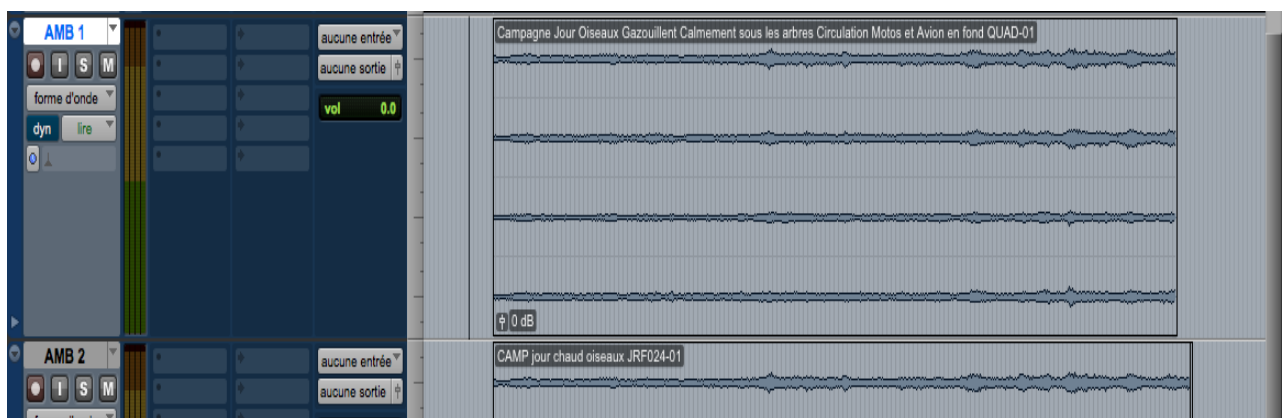 AMB 1
I S M
forme d'onde
dyn lire
aucune entrée
aucune sortie
vol 0.0
Campagne Jour Oiseaux Gazouillent Calmement sous les arbres Circulation Motos et Avion en fond QUAD-01
0 dB
AMB 2
I S M
aucune entrée
aucune sortie
CAMP jour chaud oiseaux JRF024-01